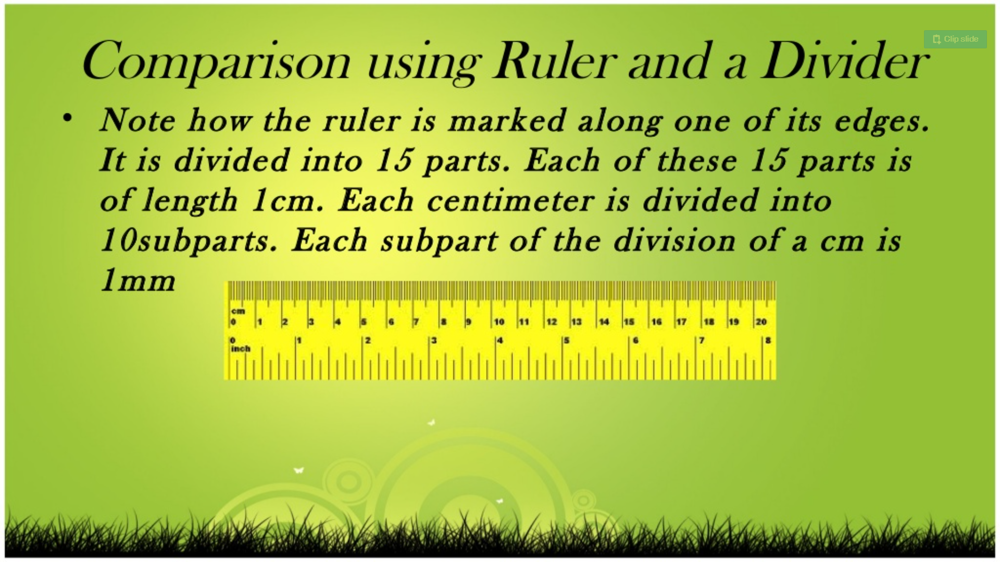 Clip slide
Comparison using Ruler and a Divider
• Note how the ruler is marked along one of its edges.
It is divided into 15 parts. Each of these 15 parts is
of length 1cm. Each centimeter is divided into
10subparts. Each subpart of the division of a cm is
1mm
cm
0 1 2 3 4 5 6 7 8 9 10 11 12 13 14 15 16 17 18 19 20
0 1 2 3 4 5 6 7 8
inch